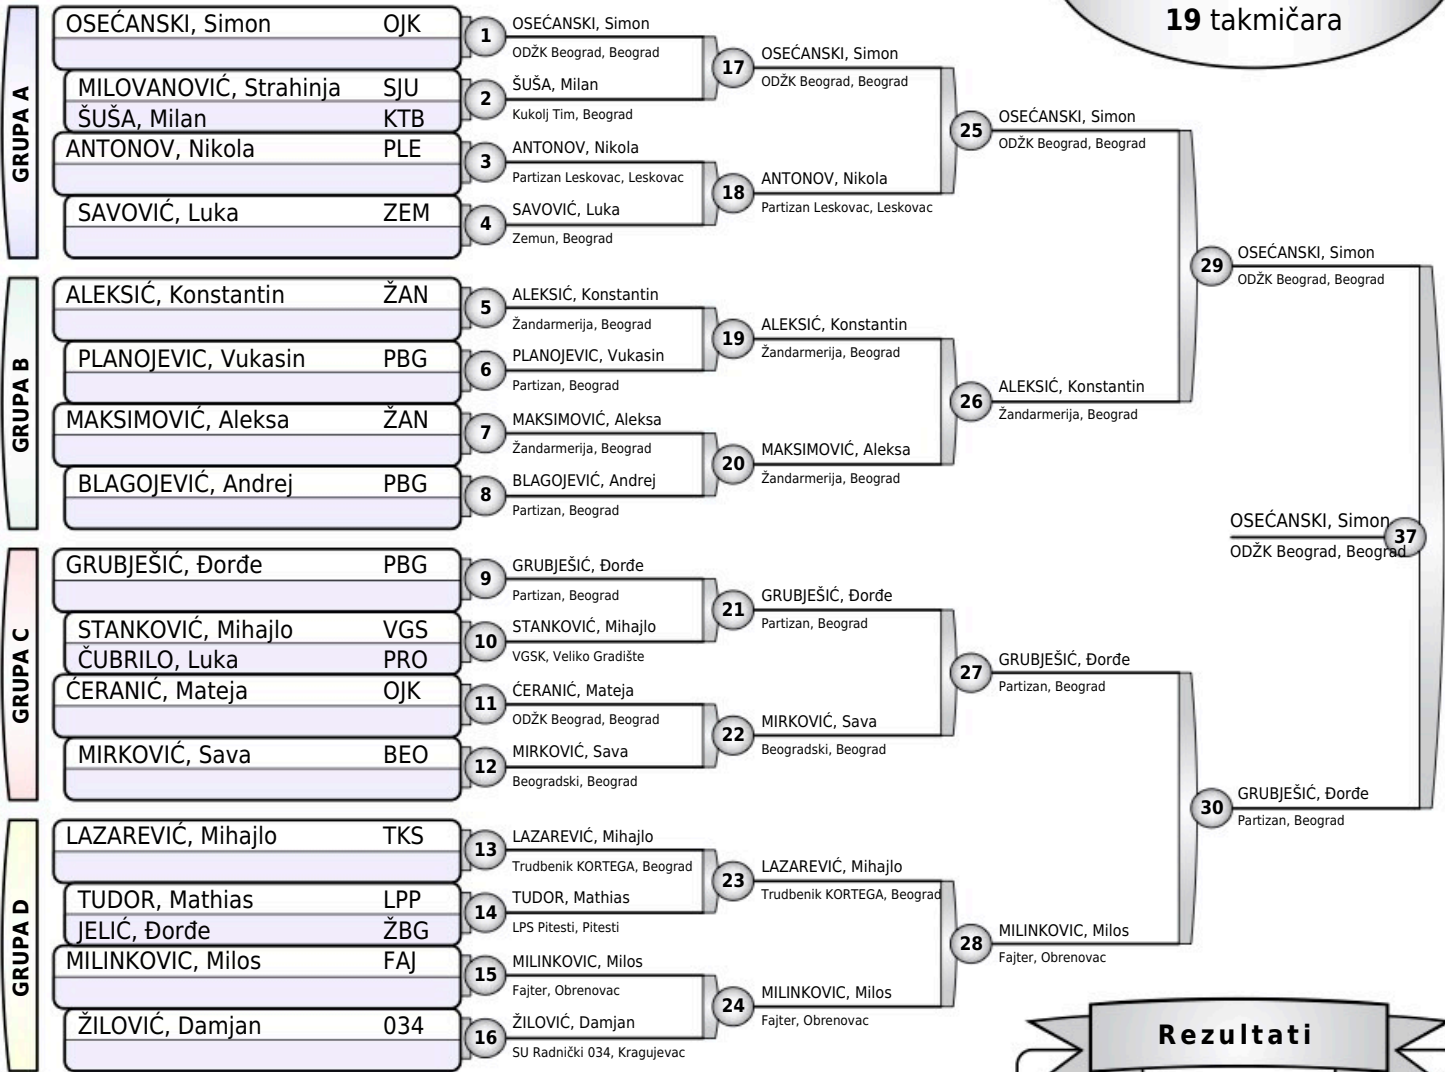 19 takmičara
GRUPA A
OSEĆANSKI, Simon OJK
MILOVANOVIĆ, Strahinja SJU
ŠUŠA, Milan KTB
ANTONOV, Nikola PLE
SAVOVIĆ, Luka ZEM
1
OSEĆANSKI, Simon
ODŽK Beograd, Beograd
2
ŠUŠA, Milan
Kukolj Tim, Beograd
3
ANTONOV, Nikola
Partizan Leskovac, Leskovac
4
SAVOVIĆ, Luka
Zemun, Beograd
17
OSEĆANSKI, Simon
ODŽK Beograd, Beograd
18
ANTONOV, Nikola
Partizan Leskovac, Leskovac
25
OSEĆANSKI, Simon
ODŽK Beograd, Beograd
GRUPA B
ALEKSIĆ, Konstantin ŽAN
PLANOJEVIC, Vukasin PBG
MAKSIMOVIĆ, Aleksa ŽAN
BLAGOJEVIĆ, Andrej PBG
5
ALEKSIĆ, Konstantin
Žandarmerija, Beograd
6
PLANOJEVIC, Vukasin
Partizan, Beograd
7
MAKSIMOVIĆ, Aleksa
Žandarmerija, Beograd
8
BLAGOJEVIĆ, Andrej
Partizan, Beograd
19
ALEKSIĆ, Konstantin
Žandarmerija, Beograd
20
MAKSIMOVIĆ, Aleksa
Žandarmerija, Beograd
26
ALEKSIĆ, Konstantin
Žandarmerija, Beograd
29
OSEĆANSKI, Simon
ODŽK Beograd, Beograd
GRUPA C
GRUBJEŠIĆ, Đorđe PBG
STANKOVIĆ, Mihajlo VGS
ČUBRILO, Luka PRO
ĆERANIĆ, Mateja OJK
MIRKOVIĆ, Sava BEO
9
GRUBJEŠIĆ, Đorđe
Partizan, Beograd
10
STANKOVIĆ, Mihajlo
VGSK, Veliko Gradište
11
ĆERANIĆ, Mateja
ODŽK Beograd, Beograd
12
MIRKOVIĆ, Sava
Beogradski, Beograd
21
GRUBJEŠIĆ, Đorđe
Partizan, Beograd
22
MIRKOVIĆ, Sava
Beogradski, Beograd
27
GRUBJEŠIĆ, Đorđe
Partizan, Beograd
GRUPA D
LAZAREVIĆ, Mihajlo TKS
TUDOR, Mathias LPP
JELIĆ, Đorđe ŽBG
MILINKOVIC, Milos FAJ
ŽILOVIĆ, Damjan 034
13
LAZAREVIĆ, Mihajlo
Trudbenik KORTEGA, Beograd
14
TUDOR, Mathias
LPS Pitesti, Pitesti
15
MILINKOVIC, Milos
Fajter, Obrenovac
16
ŽILOVIĆ, Damjan
SU Radnički 034, Kragujevac
23
LAZAREVIĆ, Mihajlo
Trudbenik KORTEGA, Beograd
24
MILINKOVIC, Milos
Fajter, Obrenovac
28
MILINKOVIC, Milos
Fajter, Obrenovac
30
GRUBJEŠIĆ, Đorđe
Partizan, Beograd
OSEĆANSKI, Simon
37
ODŽK Beograd, Beograd
Rezultati